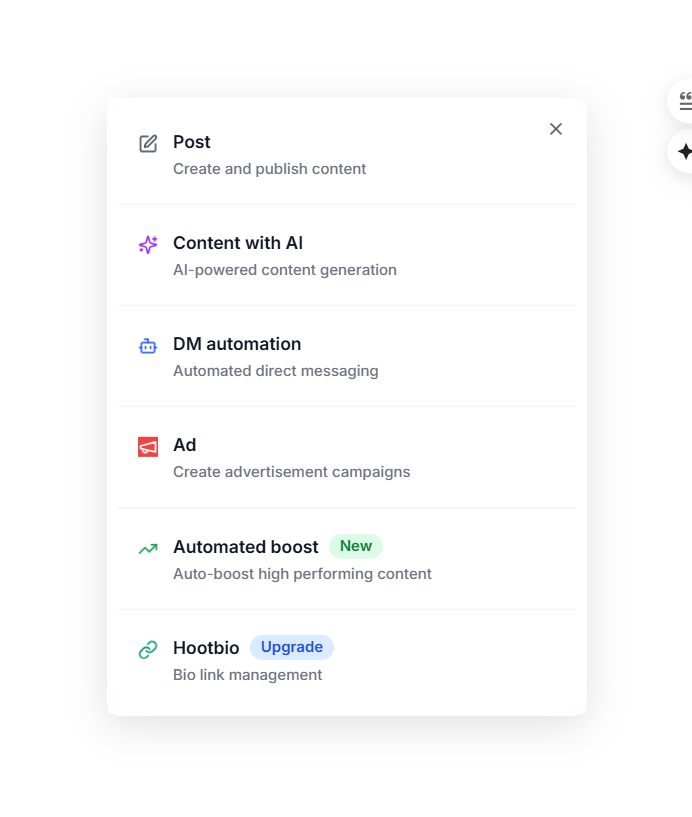 Post
Create and publish content
Content with AI
AI-powered content generation
DM automation
Automated direct messaging
Ad
Create advertisement campaigns
Automated boost New
Auto-boost high performing content
Hootbio Upgrade
Bio link management